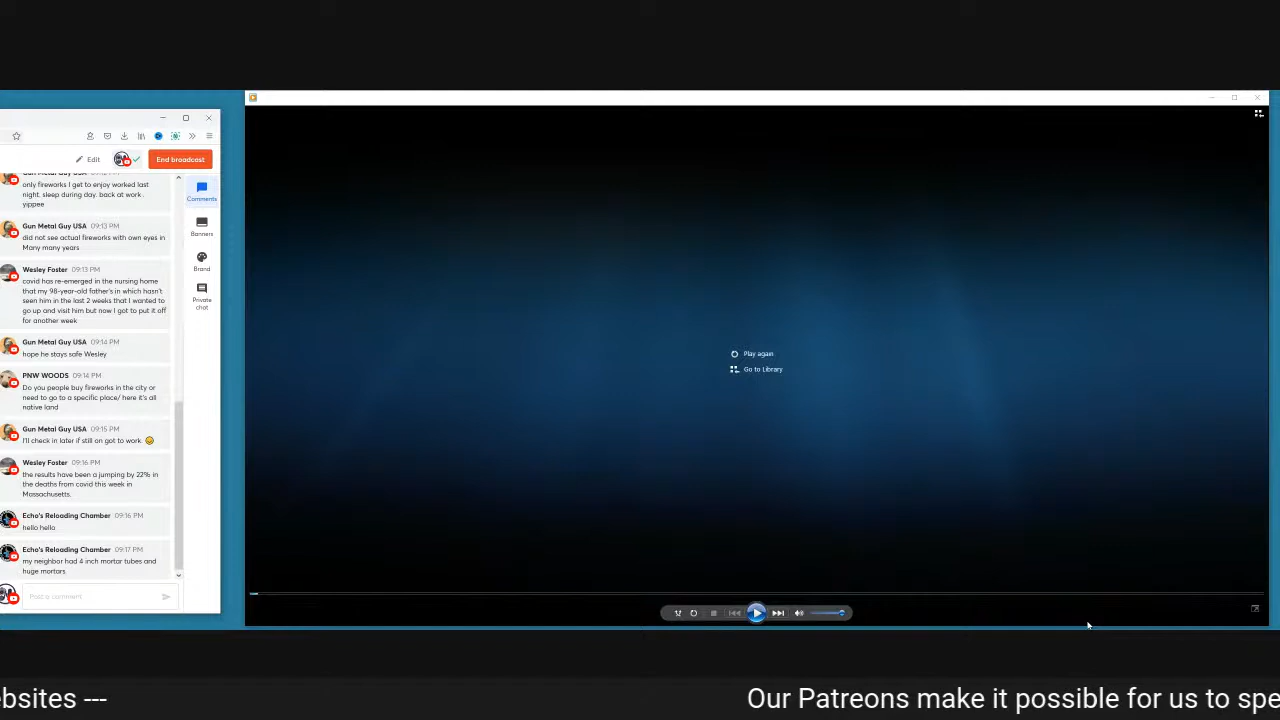 Edit
End broadcast
Comments
Banners
Brand
Private
chat
only fireworks I get to enjoy worked last
night. sleep during day. back at work .
yippee
Gun Metal Guy USA 09:13 PM
did not see actual fireworks with own eyes in
Many many years
Wesley Foster 09:13 PM
covid has re-emerged in the nursing home
that my 98-year-old father's in which hasn't
seen him in the last 2 weeks that I wanted to
go up and visit him but now I got to put it off
for another week
Gun Metal Guy USA 09:14 PM
hope he stays safe Wesley
PNW WOODS 09:14 PM
Do you people buy fireworks in the city or
need to go to a specific place/ here it's all
native land
Gun Metal Guy USA 09:15 PM
I'll check in later if still on got to work. 😀
Wesley Foster 09:16 PM
the results have been a jumping by 22% in
the deaths from covid this week in
Massachusetts.
Echo's Reloading Chamber 09:16 PM
hello hello
Echo's Reloading Chamber 09:17 PM
my neighbor had 4 inch mortar tubes and
huge mortars
Post a comment
Play again
Go to Library
ebsites ---
Our Patreons make it possible for us to spe